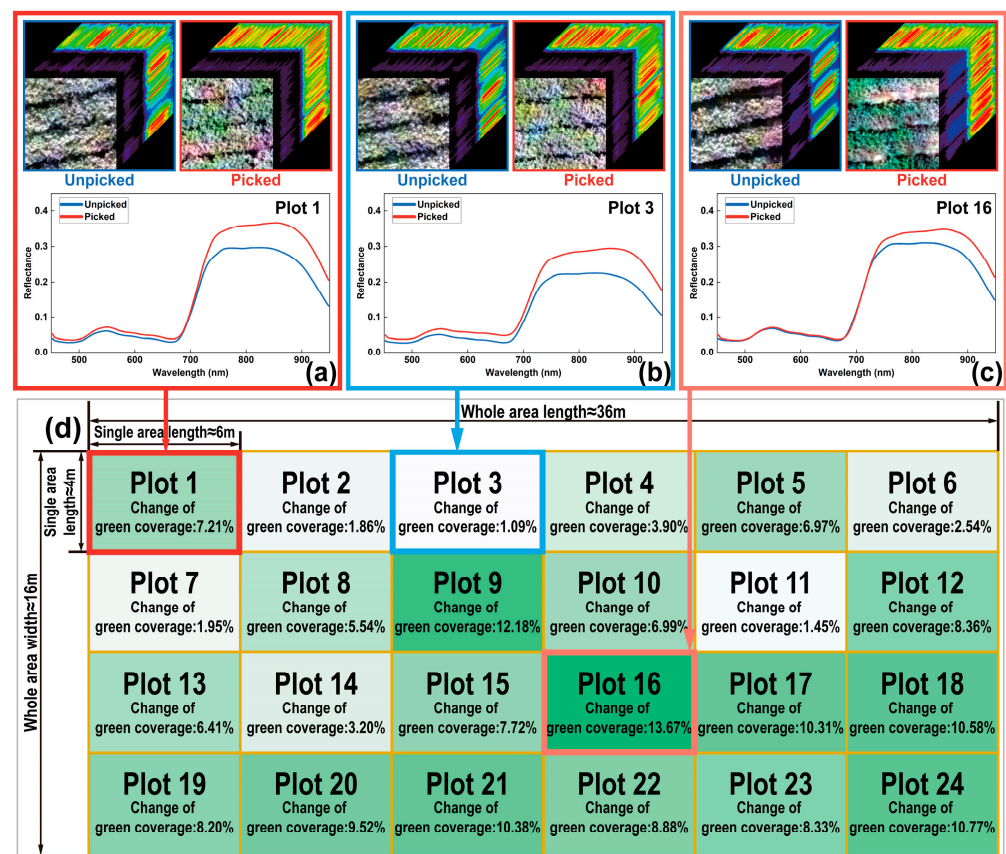 Unpicked
Picked
Unpicked
Picked
Unpicked
Picked
Plot 1
Unpicked
Picked
0.4
0.3
0.2
0.1
0.0
Reflectance
500
600
700
800
900
Wavelength (nm)
(a)
Plot 3
Unpicked
Picked
0.4
0.3
0.2
0.1
0.0
Reflectance
500
600
700
800
900
Wavelength (nm)
(b)
Plot 16
Unpicked
Picked
0.4
0.3
0.2
0.1
0.0
Reflectance
500
600
700
800
900
Wavelength (nm)
(c)
(d)
Whole area length≈36m
Single area length≈6m
Single area
length≈4m
Whole area width≈16m
Plot 1
Change of
green coverage:7.21%
Plot 2
Change of
green coverage:1.86%
Plot 3
Change of
green coverage:1.09%
Plot 4
Change of
green coverage:3.90%
Plot 5
Change of
green coverage:6.97%
Plot 6
Change of
green coverage:2.54%
Plot 7
Change of
green coverage:1.95%
Plot 8
Change of
green coverage:5.54%
Plot 9
Change of
green coverage:12.18%
Plot 10
Change of
green coverage:6.99%
Plot 11
Change of
green coverage:1.45%
Plot 12
Change of
green coverage:8.36%
Plot 13
Change of
green coverage:6.41%
Plot 14
Change of
green coverage:3.20%
Plot 15
Change of
green coverage:7.72%
Plot 16
Change of
green coverage:13.67%
Plot 17
Change of
green coverage:10.31%
Plot 18
Change of
green coverage:10.58%
Plot 19
Change of
green coverage:8.20%
Plot 20
Change of
green coverage:9.52%
Plot 21
Change of
green coverage:10.38%
Plot 22
Change of
green coverage:8.88%
Plot 23
Change of
green coverage:8.33%
Plot 24
Change of
green coverage:10.77%